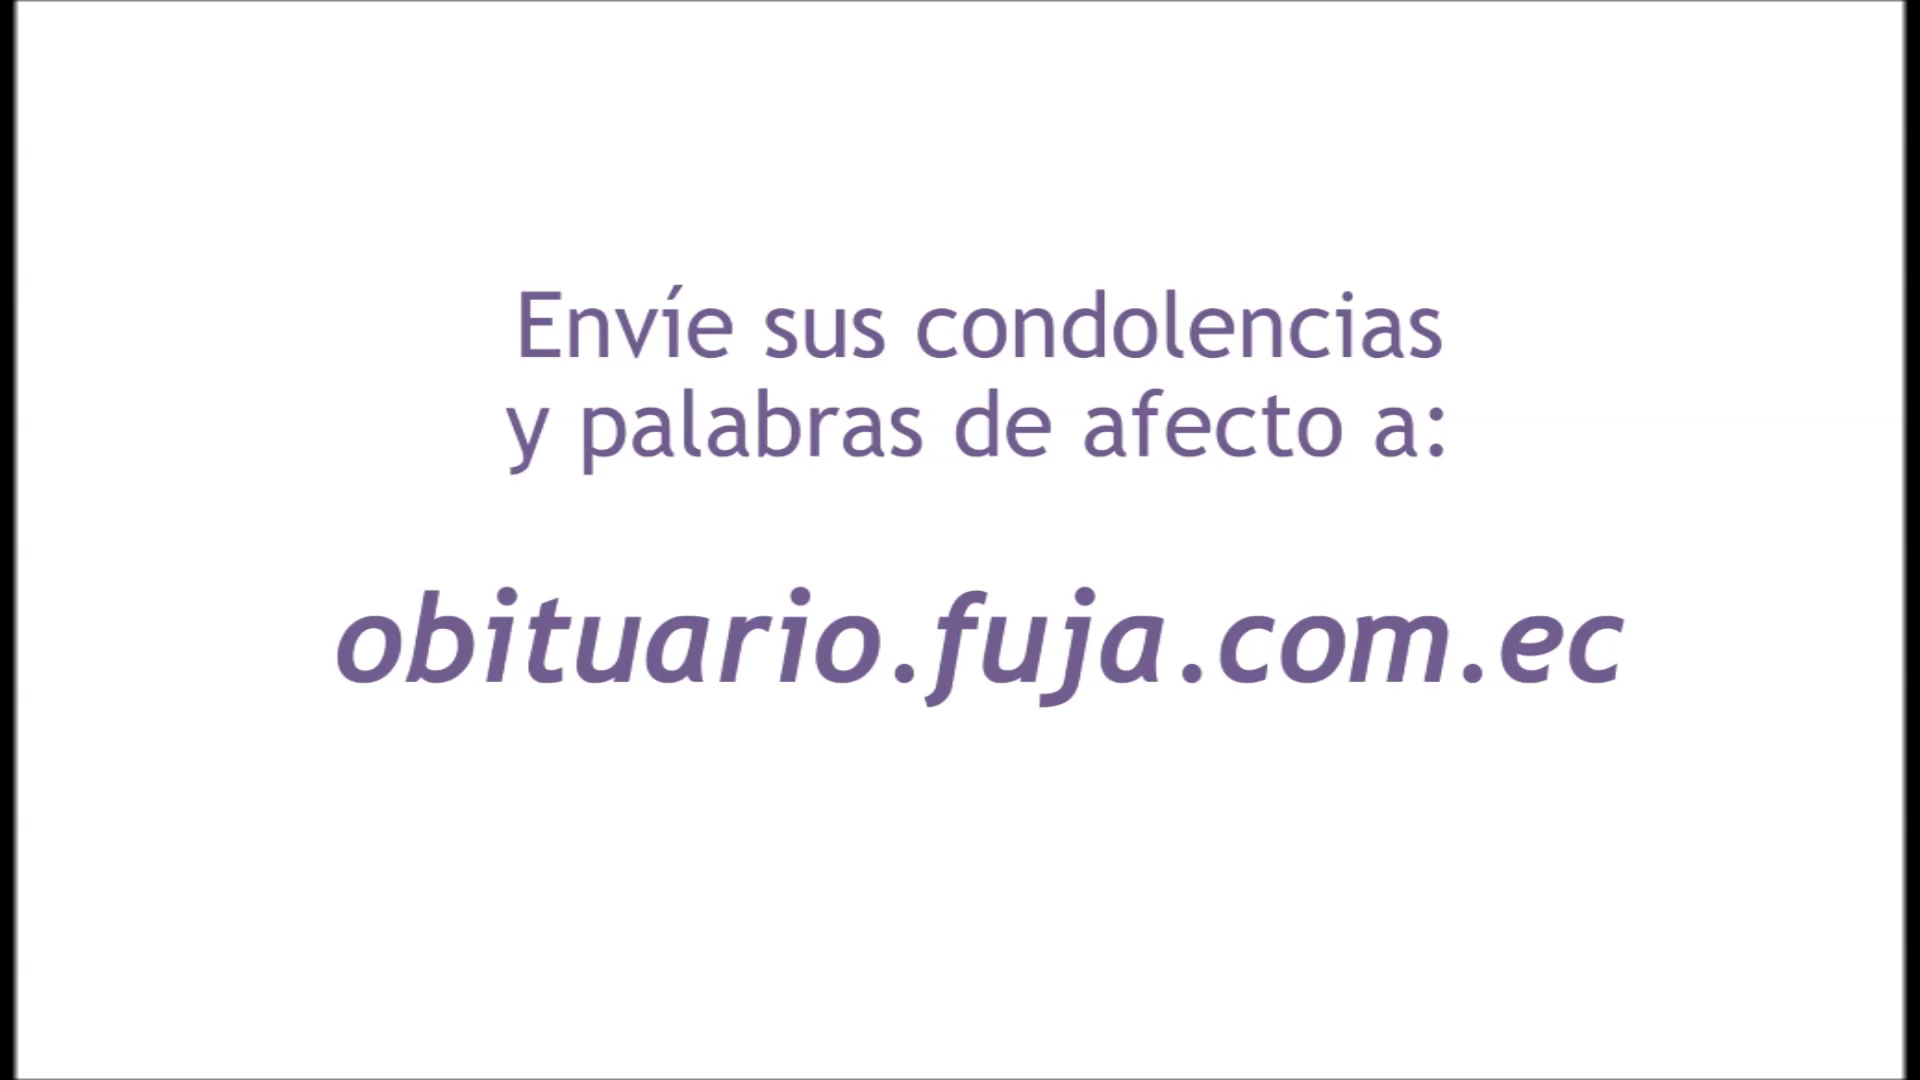 Envíe sus condolencias
y palabras de afecto a:
obituario.fuja.com.ec